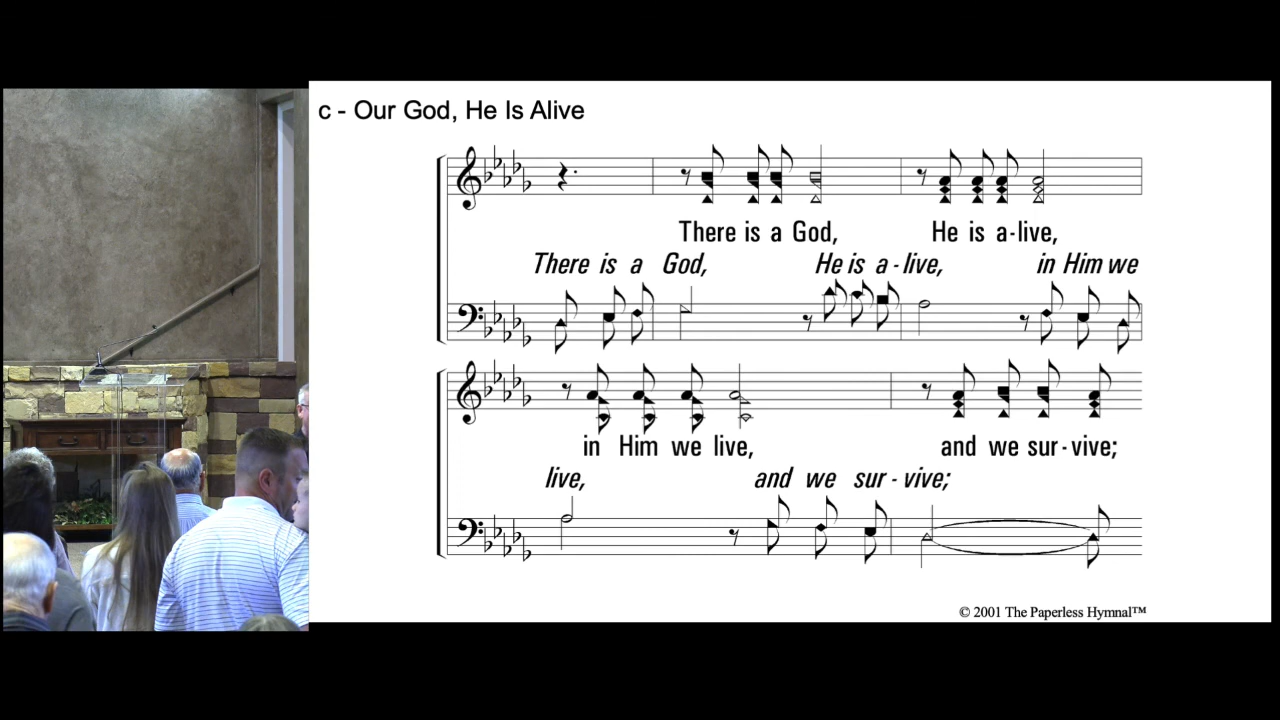 c - Our God, He Is Alive
There is a God, He is a-live,
There is a God, He is a - live, in Him we
in Him we live, and we sur - vive;
live, and we sur - vive;
© 2001 The Paperless Hymnal™